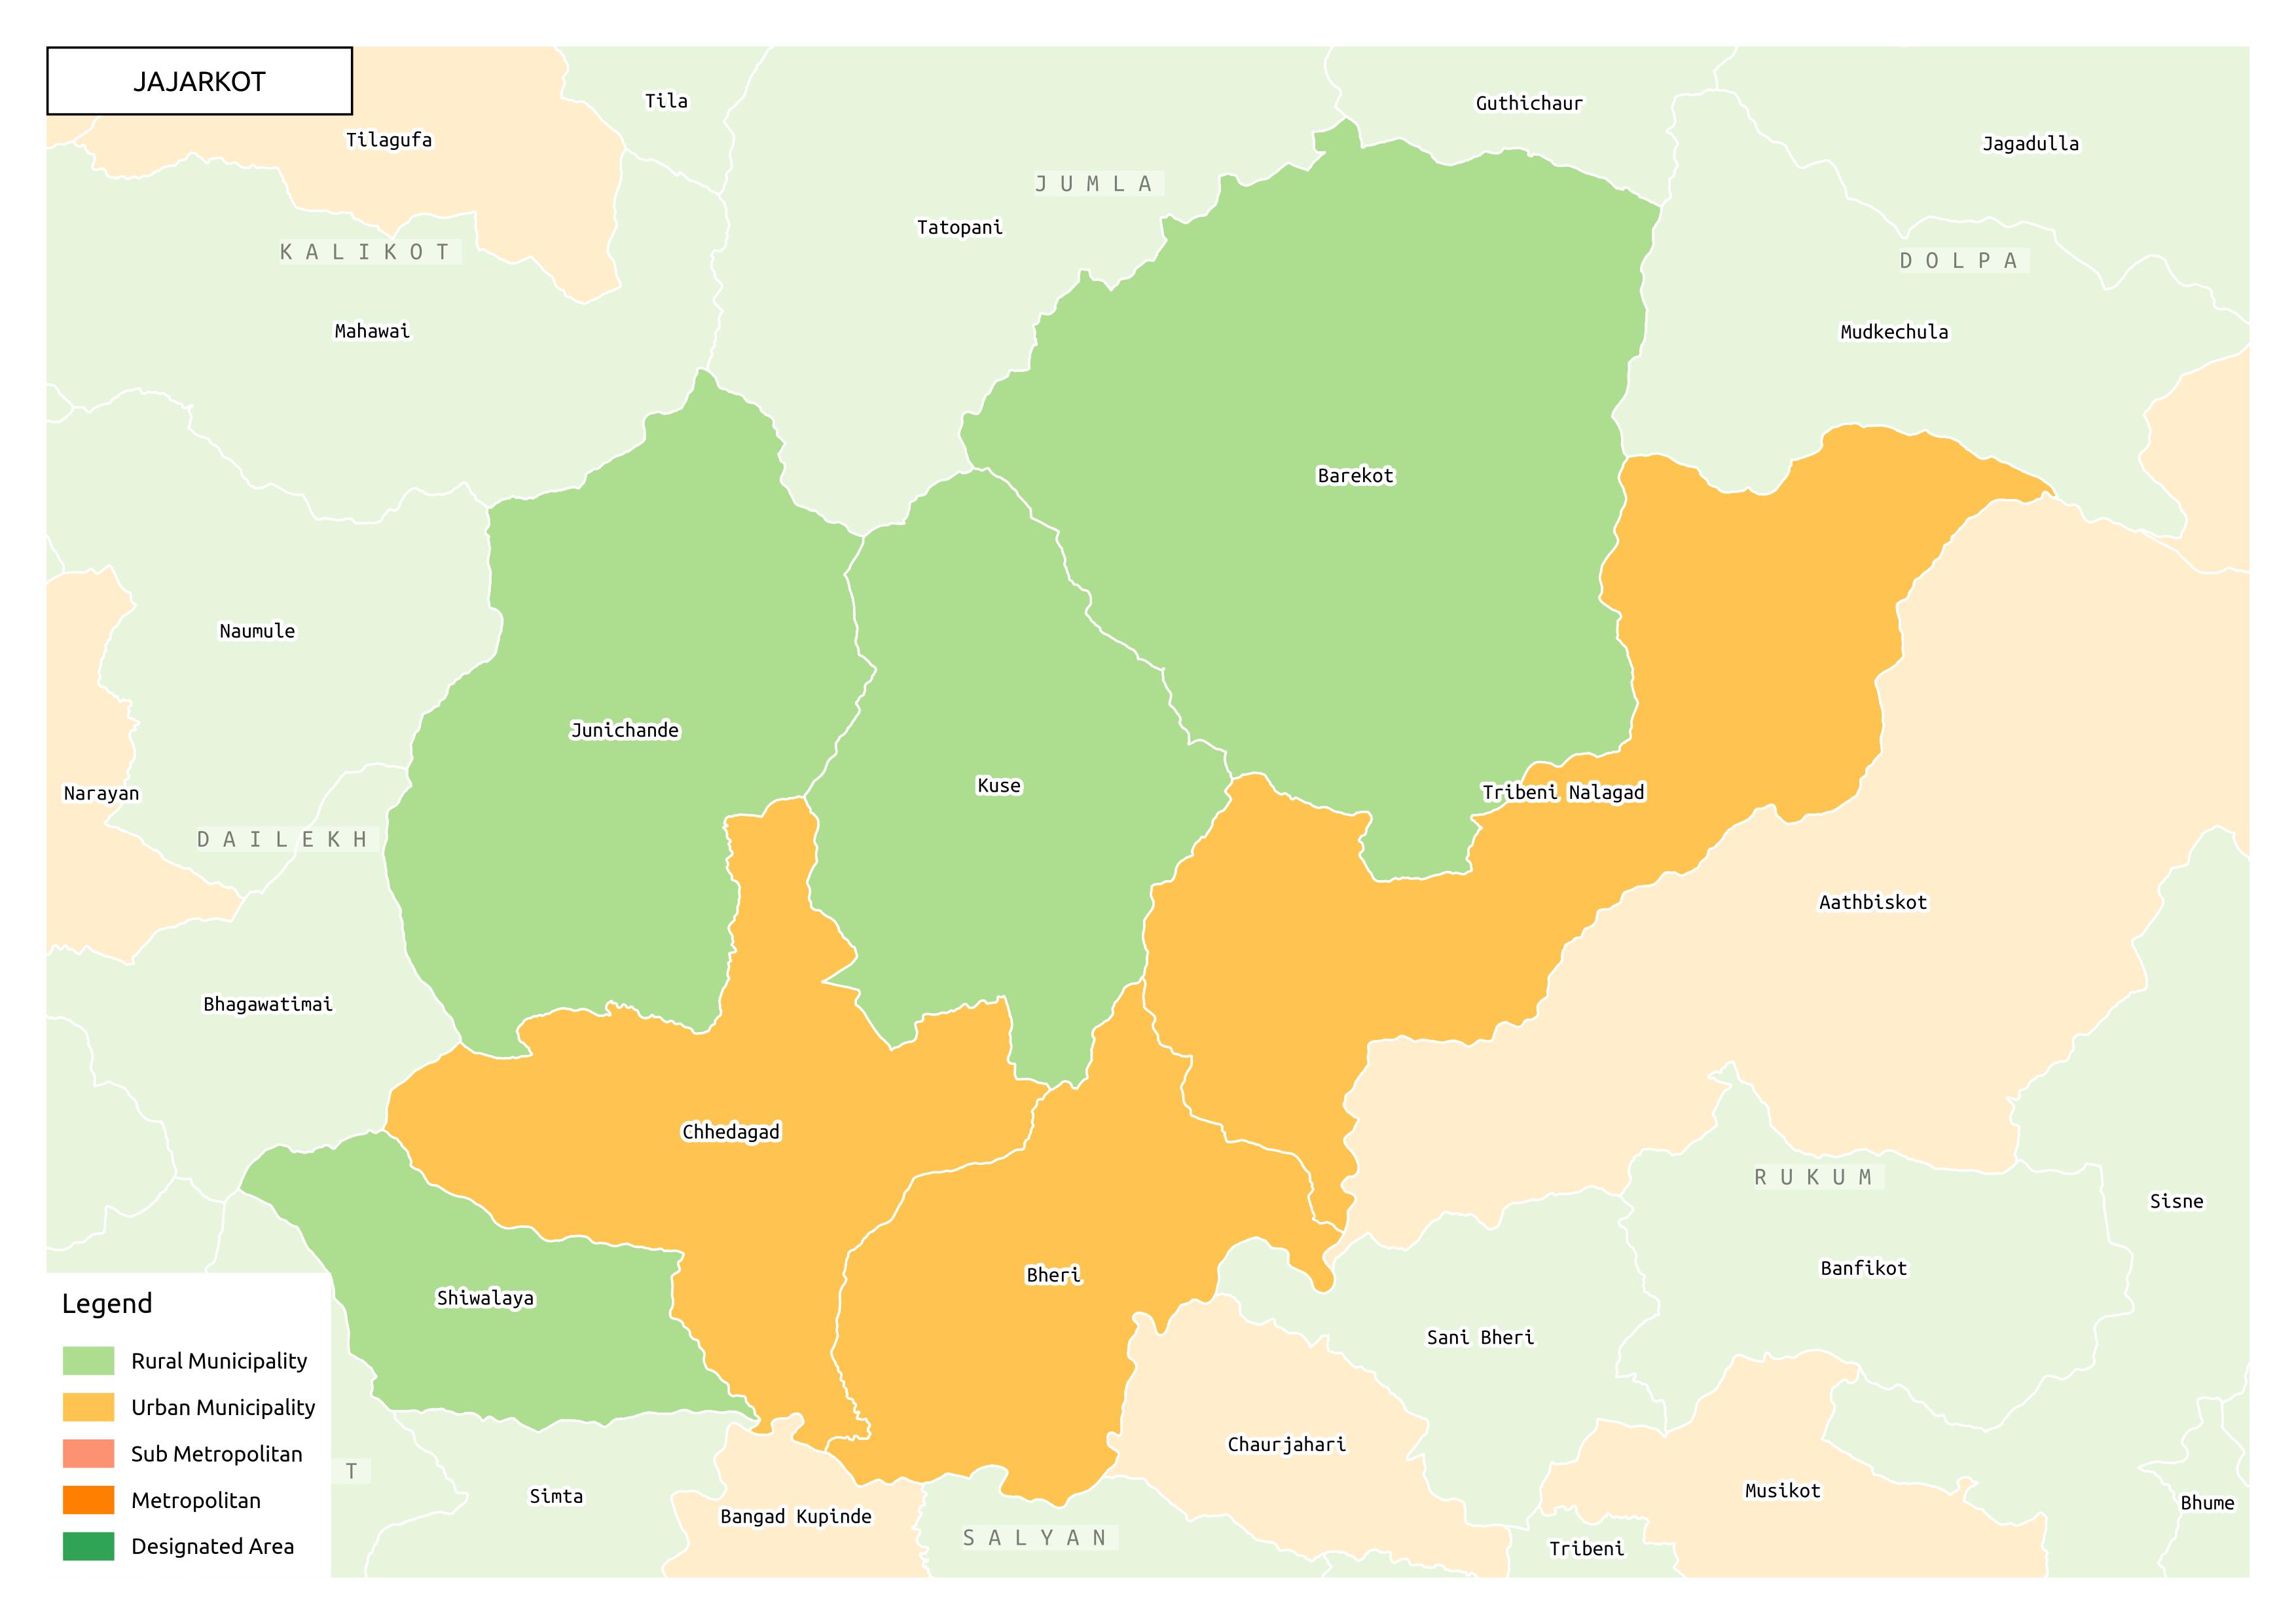 JAJARKOT
Tila
Guthichaur
Tilagufa
Jagadulla
JUMLA
Tatopani
KALIKOT
DOLPA
Mahawai
Mudkechula
Barekot
Naumule
Junichande
Kuse
Narayan
Tribeni Nalagad
DAILEKH
Aathbiskot
Bhagawatimai
Chhedagad
RUKUM
Sisne
Banfikot
Bheri
Shiwalaya
Sani Bheri
Legend
Rural Municipality
Urban Municipality
Sub Metropolitan
Metropolitan
Designated Area
Chaurjahari
T
Musikot
Simta
Bhume
Bangad Kupinde
SALYAN
Tribeni